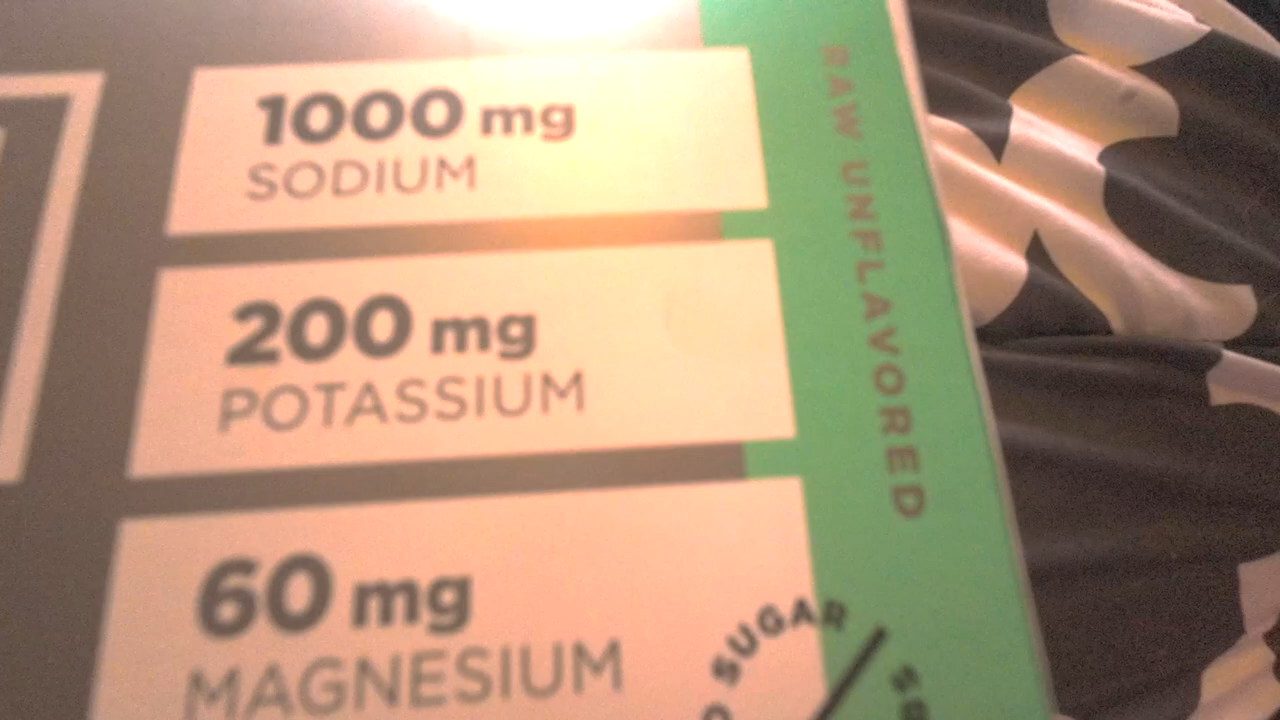 1000 mg
SODIUM
200 mg
POTASSIUM
60 mg
MAGNESIUM
RAW UNFLAVORED
SUGAR